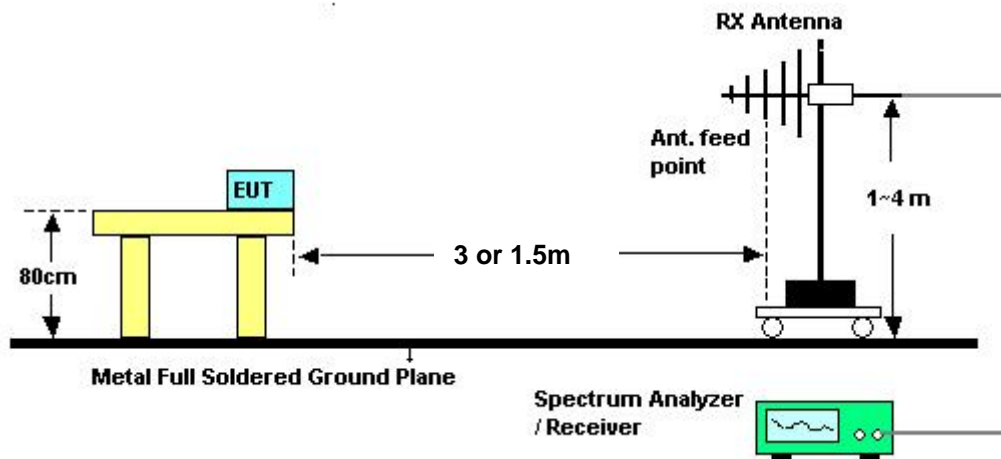 RX Antenna
Ant. feed
point
EUT
1~4 m
3 or 1.5m
80cm
Metal Full Soldered Ground Plane
Spectrum Analyzer
/ Receiver